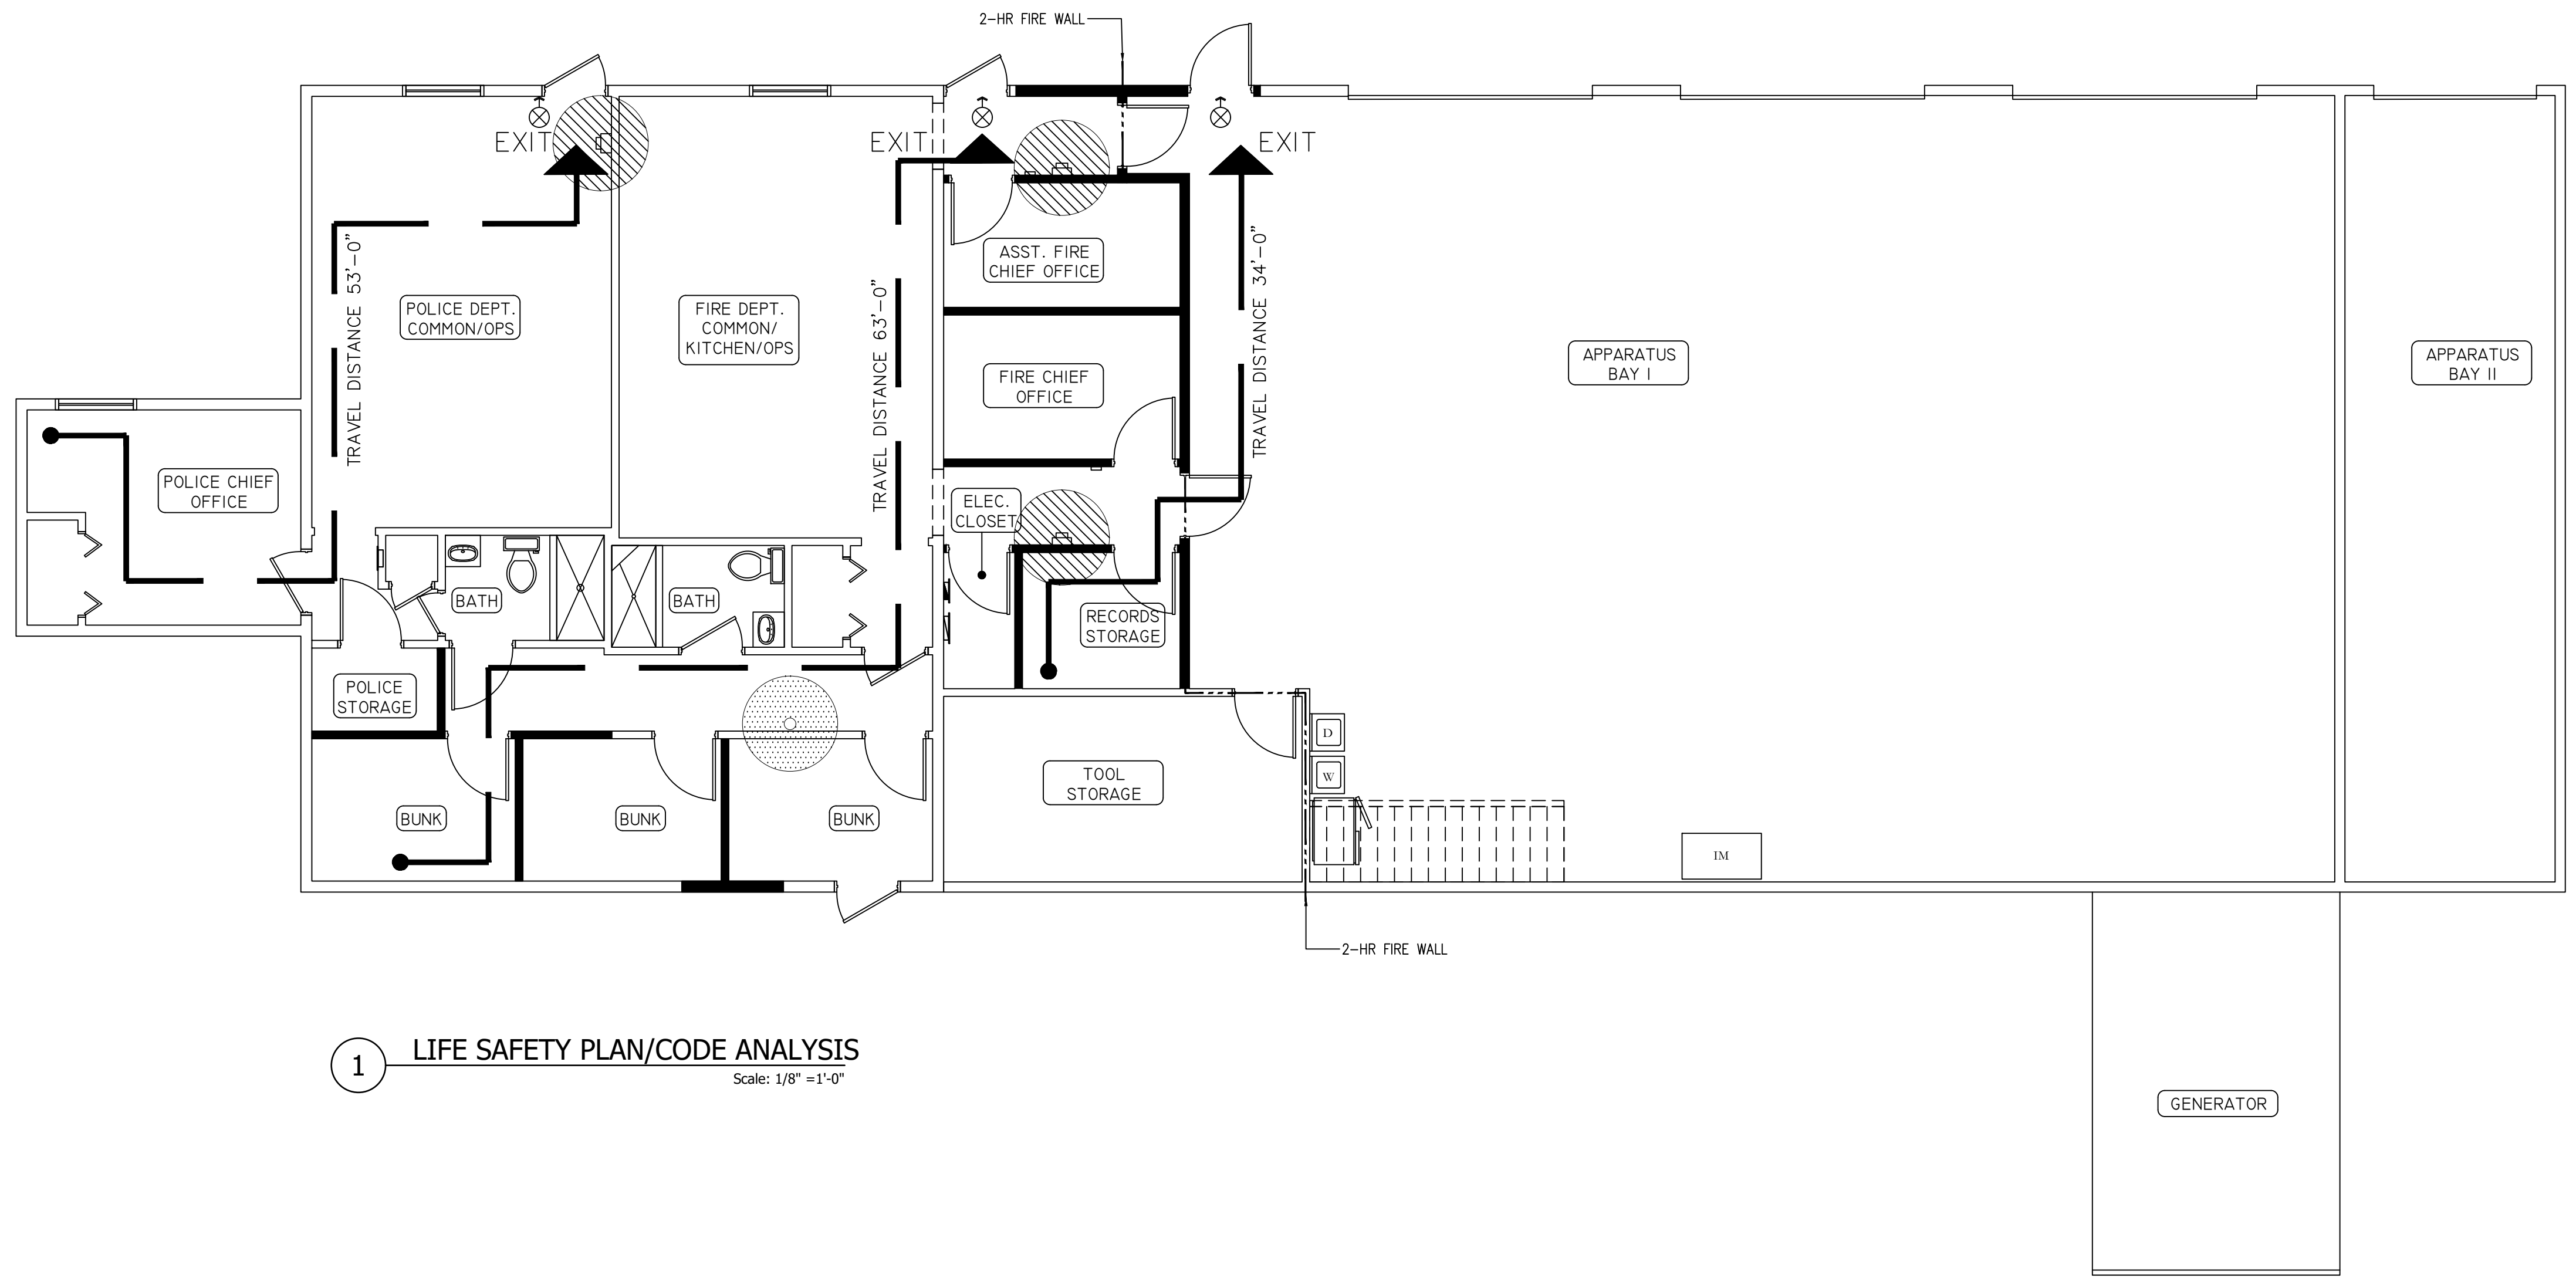 2-HR FIRE WALL
EXIT
EXIT
EXIT
TRAVEL DISTANCE 53'-0"
TRAVEL DISTANCE 63'-0"
TRAVEL DISTANCE 34'-0"
ASST. FIRE
CHIEF OFFICE
POLICE DEPT.
COMMON/OPS
FIRE DEPT.
COMMON/
KITCHEN/OPS
FIRE CHIEF
OFFICE
APPARATUS
BAY I
APPARATUS
BAY II
POLICE CHIEF
OFFICE
ELEC.
CLOSET
BATH
BATH
RECORDS
STORAGE
POLICE
STORAGE
D
W
TOOL
STORAGE
BUNK
BUNK
BUNK
IM
2-HR FIRE WALL
1
LIFE SAFETY PLAN/CODE ANALYSIS
Scale: 1/8" =1'-0"
GENERATOR